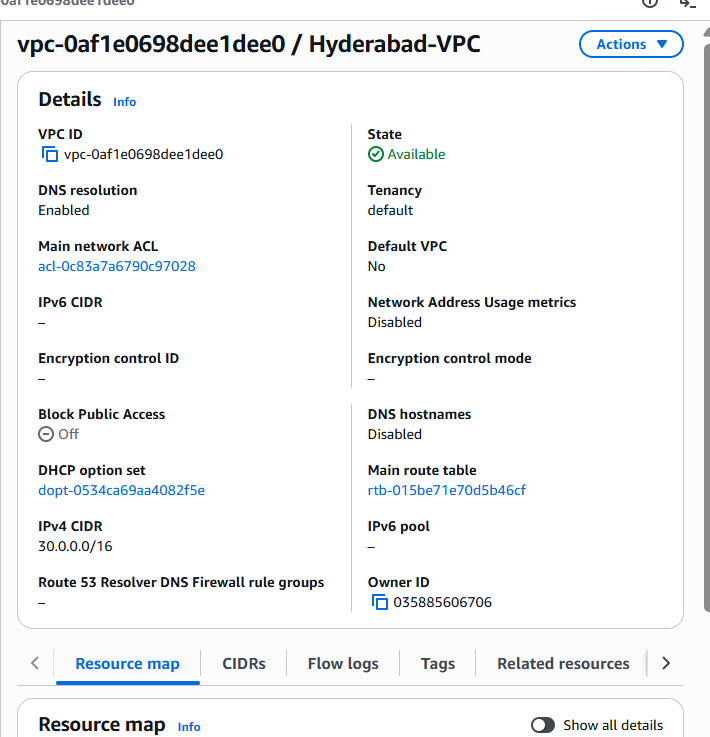 vpc-0af1e0698dee1dee0 / Hyderabad-VPC
Actions
Details Info
VPC ID
vpc-0af1e0698dee1dee0
State
Available
DNS resolution
Enabled
Tenancy
default
Main network ACL
acl-0c83a7a6790c97028
Default VPC
No
IPv6 CIDR
–
Network Address Usage metrics
Disabled
Encryption control ID
–
Encryption control mode
–
Block Public Access
Off
DNS hostnames
Disabled
DHCP option set
dopt-0534ca69aa4082f5e
Main route table
rtb-015be71e70d5b46cf
IPv4 CIDR
30.0.0.0/16
IPv6 pool
–
Route 53 Resolver DNS Firewall rule groups
–
Owner ID
035885606706
Resource map CIDRs Flow logs Tags Related resources
Resource map Info
Show all details